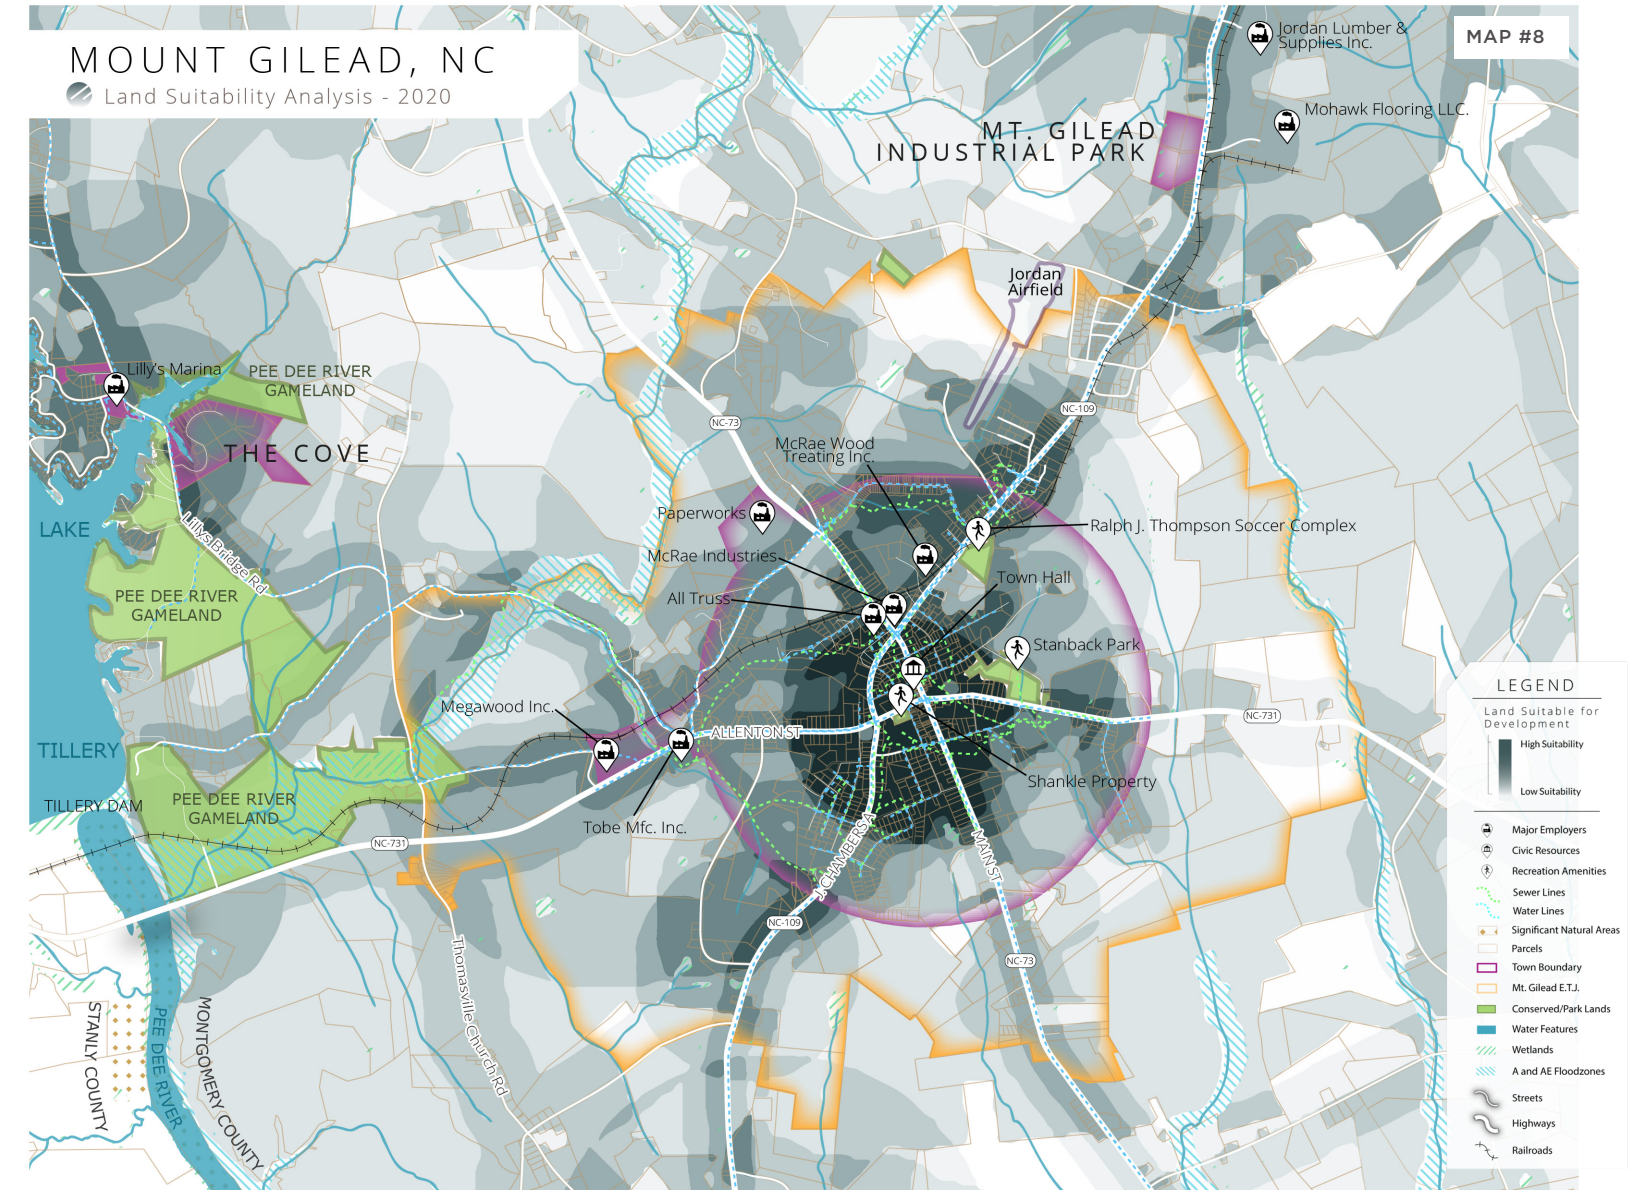 MOUNT GILEAD, NC
Land Suitability Analysis - 2020
MAP #8
Jordan Lumber &
Supplies Inc.
Mohawk Flooring LLC.
MT. GILEAD
INDUSTRIAL PARK
Jordan
Airfield
Lilly's Marina
PEE DEE RIVER
GAMELAND
THE COVE
NC-73
NC-109
McRae Wood
Treating Inc.
Paperworks
Ralph J. Thompson Soccer Complex
LAKE
Lillys Bridge Rd
McRae Industries
Town Hall
All Truss
PEE DEE RIVER
GAMELAND
Stanback Park
Megawood Inc.
ALLENTON ST
NC-731
TILLERY
Shankle Property
TILLERY DAM
PEE DEE RIVER
GAMELAND
Tobe Mfc. Inc.
NC-731
J. CHAMBERS A
MAIN ST
NC-109
NC-73
Thomasville Church Rd
STANLY COUNTY
PEE DEE RIVER
MONTGOMERY COUNTY
LEGEND
Land Suitable for
Development
High Suitability
Low Suitability
Major Employers
Civic Resources
Recreation Amenities
Sewer Lines
Water Lines
Significant Natural Areas
Parcels
Town Boundary
Mt. Gilead E.T.J.
Conserved/Park Lands
Water Features
Wetlands
A and AE Floodzones
Streets
Highways
Railroads